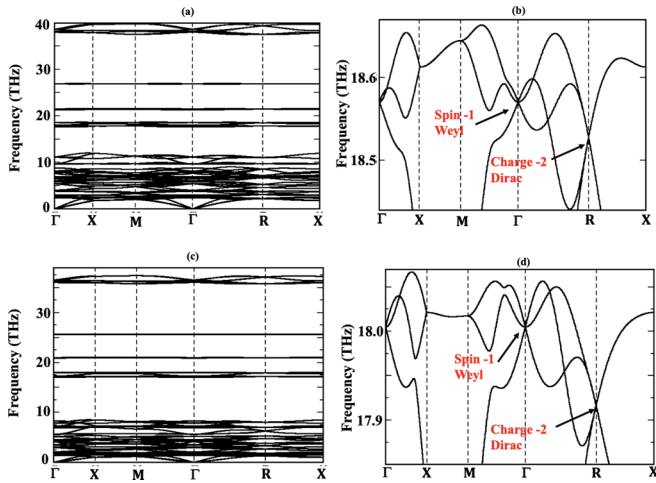 (a)
Frequency (THz)
40
30
20
10
0
Γ X M Γ R X
(b)
Frequency (THz)
18.6
18.5
Spin -1
Weyl
Charge -2
Dirac
Γ X M Γ R X
(c)
Frequency (THz)
30
20
10
0
Γ X M Γ R X
(d)
Frequency (THz)
18.0
17.9
Spin -1
Weyl
Charge -2
Dirac
Γ X M Γ R X